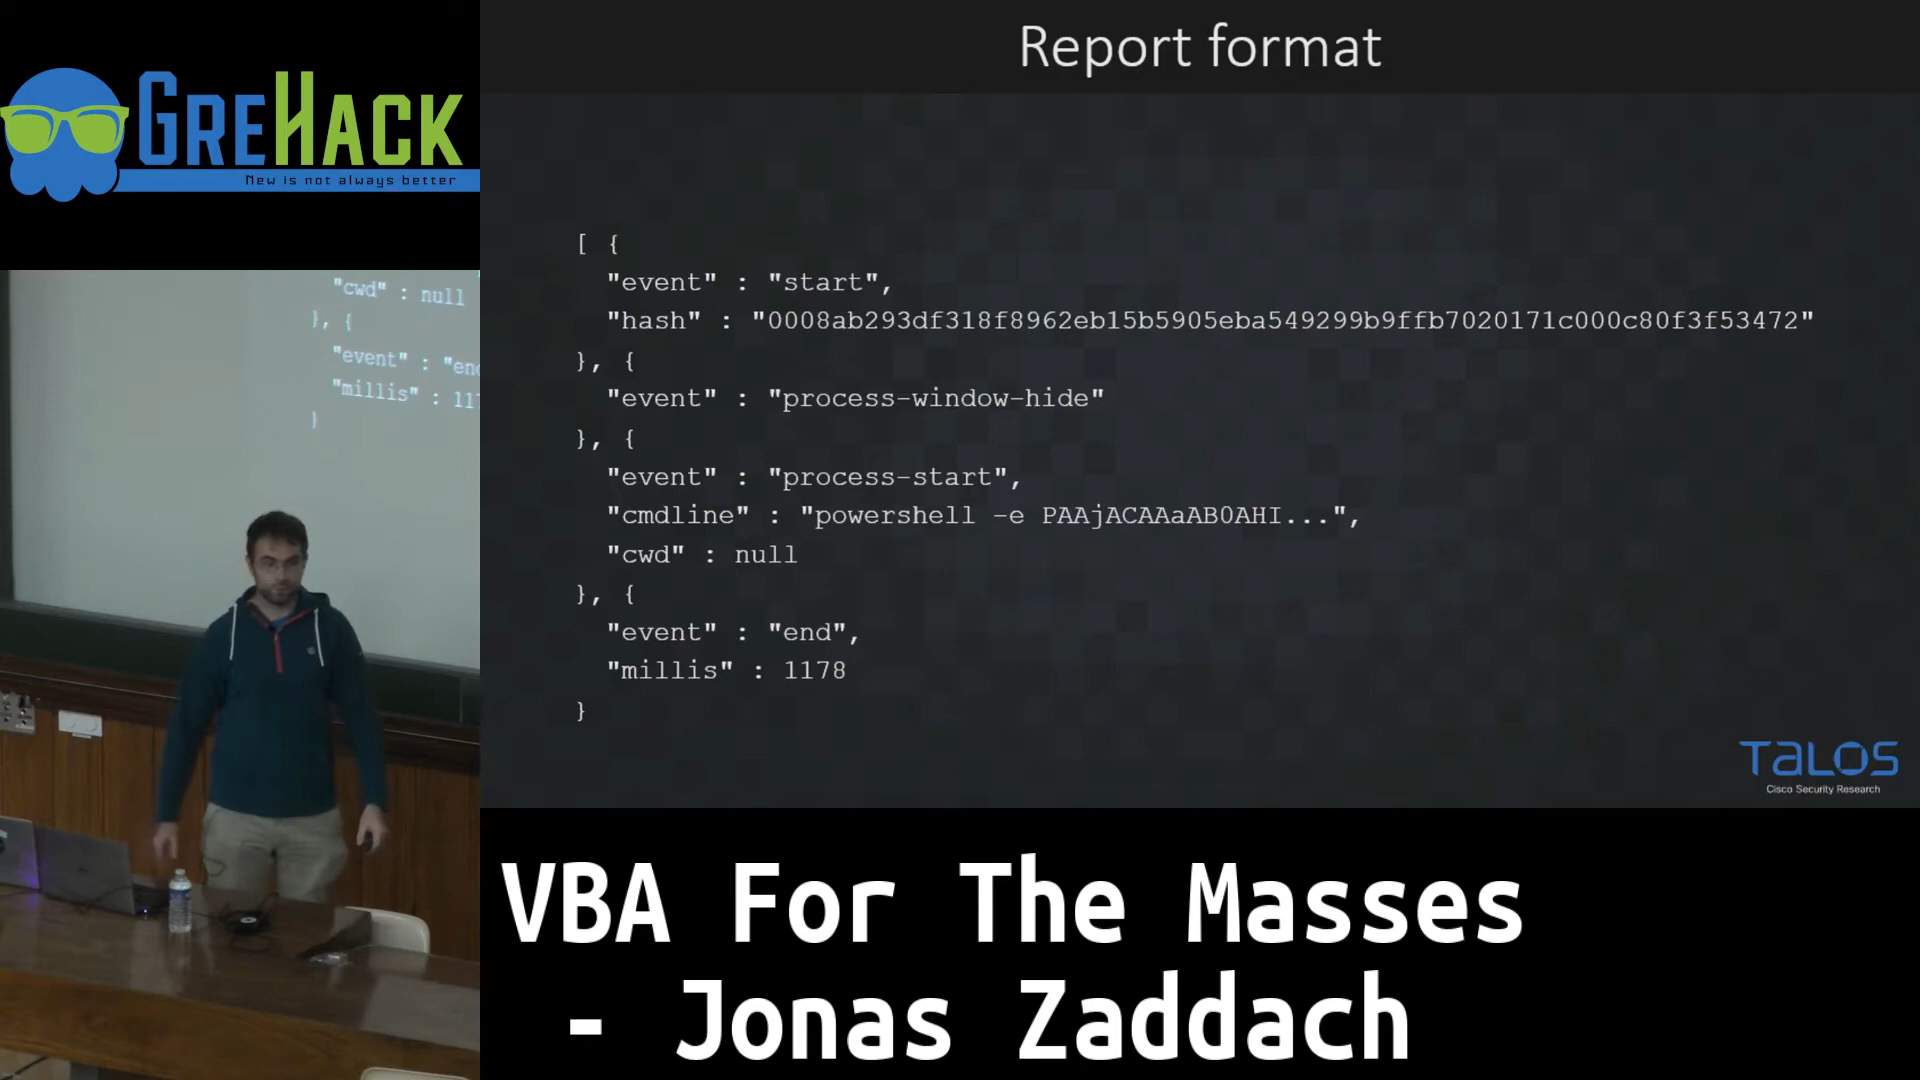 GREHACK
New is not always better
"cwd" : null
}, {
"event" : "en
"millis" : 11
}
Report format
[ {
"event" : "start",
"hash" : "0008ab293df318f8962eb15b5905eba549299b9ffb7020171c000c80f3f53472"
}, {
"event" : "process-window-hide"
}, {
"event" : "process-start",
"cmdline" : "powershell -e PAAjACAAaAB0AHI...",
"cwd" : null
}, {
"event" : "end",
"millis" : 1178
}
TALOS
Cisco Security Research
VBA For The Masses
- Jonas Zaddach